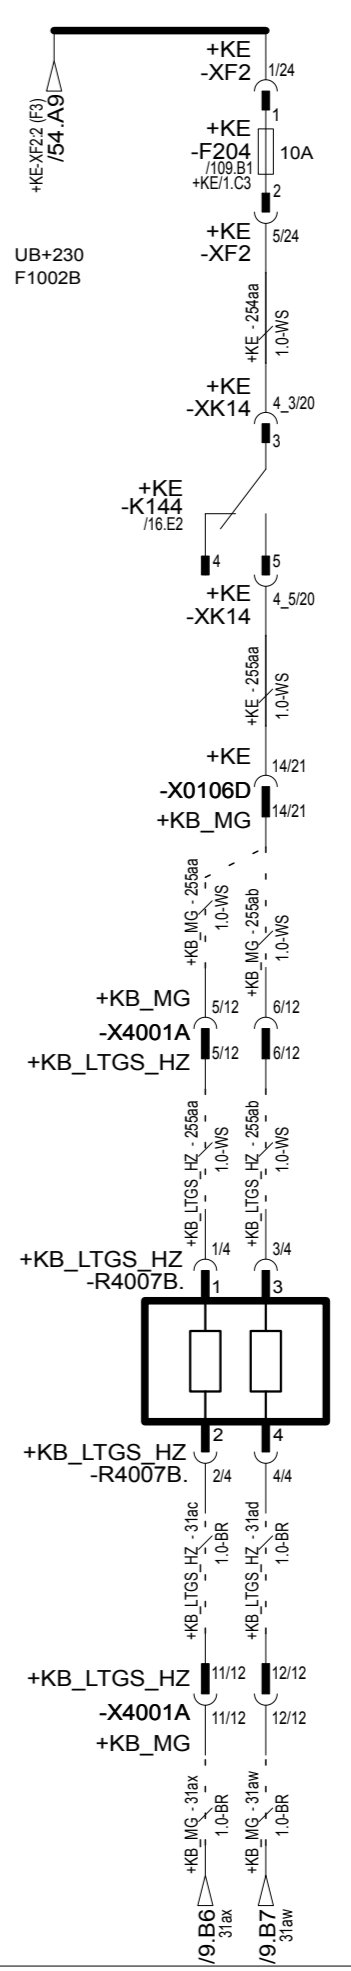 +KE
-XF2
1/24
+KE-XF2:2 (F3)
/54.A9
1
+KE
-F204
10A
/109.B1
+KE/1.C3
2
+KE
-XF2
5/24
UB+230
F1002B
+KE - 254aa
1.0-WS
+KE
-XK14
4_3/20
3
+KE
-K144
/16.E2
4
5
+KE
-XK14
4_5/20
+KE - 255aa
1.0-WS
+KE
14/21
-X0106D
14/21
+KB_MG
+KB_MG - 255aa
1.0-WS
+KB_MG - 255ab
1.0-WS
+KB_MG
5/12
6/12
-X4001A
5/12
6/12
+KB_LTGS_HZ
+KB_LTGS_HZ - 255aa
1.0-WS
+KB_LTGS_HZ - 255ab
1.0-WS
+KB_LTGS_HZ
1/4
3/4
-R4007B.
1
3
2
4
+KB_LTGS_HZ
-R4007B.
2/4
4/4
+KB_LTGS_HZ - 31ac
1.0-BR
+KB_LTGS_HZ - 31ad
1.0-BR
+KB_LTGS_HZ
11/12
12/12
-X4001A
11/12
12/12
+KB_MG
+KB_MG - 31ax
1.0-BR
+KB_MG - 31aw
1.0-BR
/9.B6
31ax
/9.B7
31aw